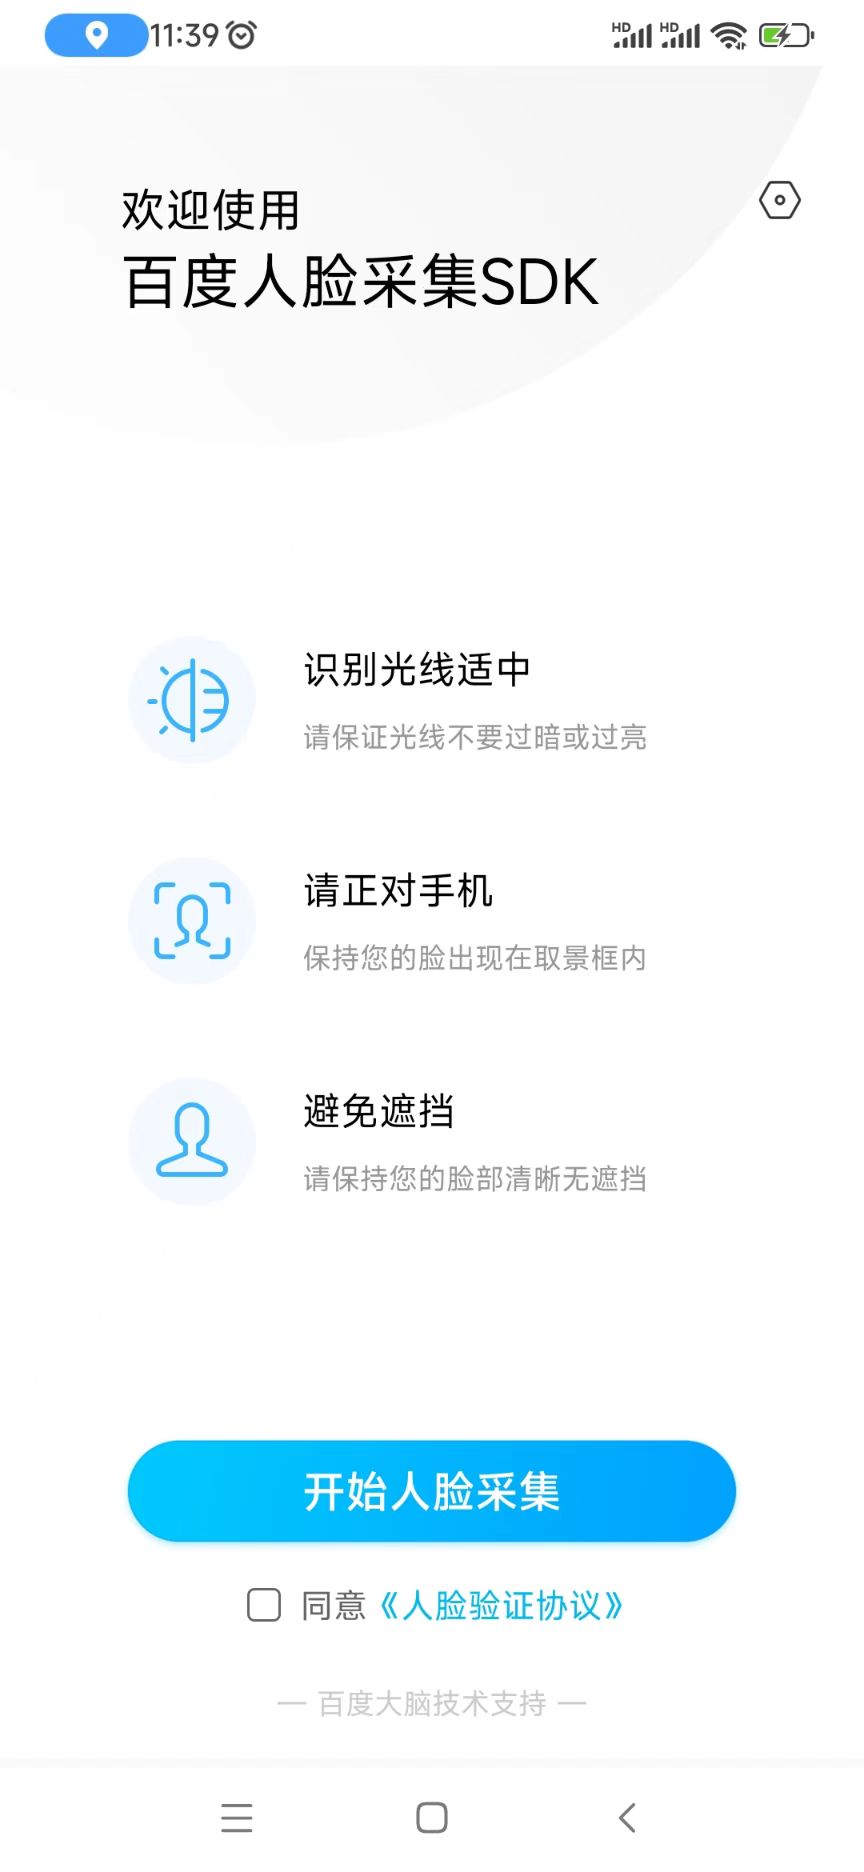 11:39
HD HD
欢迎使用
百度人脸采集SDK
识别光线适中
请保证光线不要过暗或过亮
请正对手机
保持您的脸出现在取景框内
避免遮挡
请保持您的脸部清晰无遮挡
开始人脸采集
同意《人脸验证协议》
— 百度大脑技术支持 —